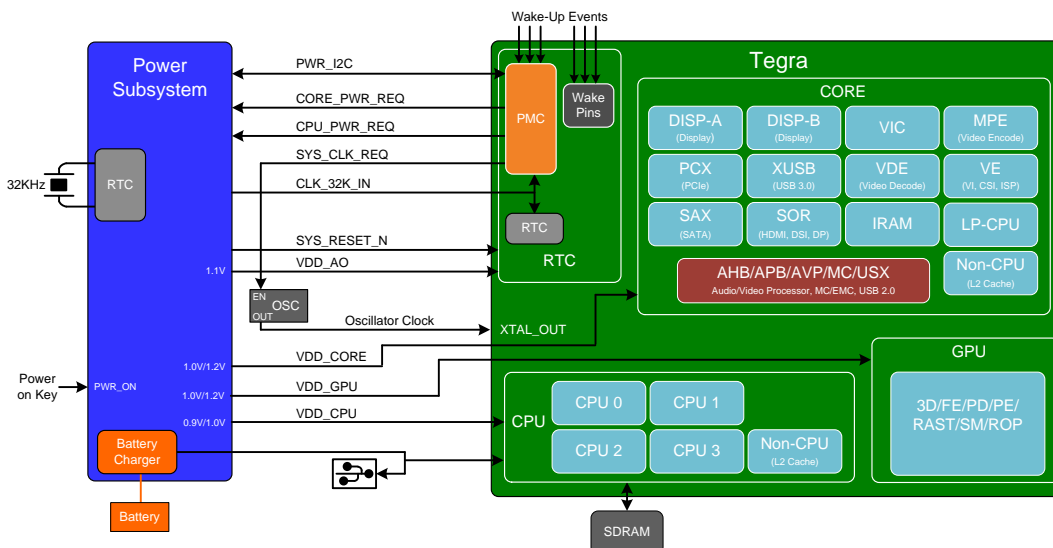 Wake-Up Events
Power
Subsystem
Tegra
PWR_I2C
CORE_PWR_REQ
CPU_PWR_REQ
SYS_CLK_REQ
CLK_32K_IN
SYS_RESET_N
VDD_AO
1.1V
32KHz
RTC
PMC
Wake
Pins
RTC
RTC
CORE
DISP-A
(Display)
DISP-B
(Display)
VIC
MPE
(Video Encode)
PCX
(PCIe)
XUSB
(USB 3.0)
VDE
(Video Decode)
VE
(VI, CSI, ISP)
SAX
(SATA)
SOR
(HDMI, DSI, DP)
IRAM
LP-CPU
AHB/APB/AVP/MC/USX
Audio/Video Processor, MC/EMC, USB 2.0
Non-CPU
(L2 Cache)
EN
OSC
OUT
Oscillator Clock
XTAL_OUT
VDD_CORE
1.0V/1.2V
VDD_GPU
1.0V/1.2V
VDD_CPU
0.9V/1.0V
Power
on Key
PWR_ON
Battery
Charger
Battery
CPU
CPU 0
CPU 1
CPU 2
CPU 3
Non-CPU
(L2 Cache)
GPU
3D/FE/PD/PE/
RAST/SM/ROP
SDRAM